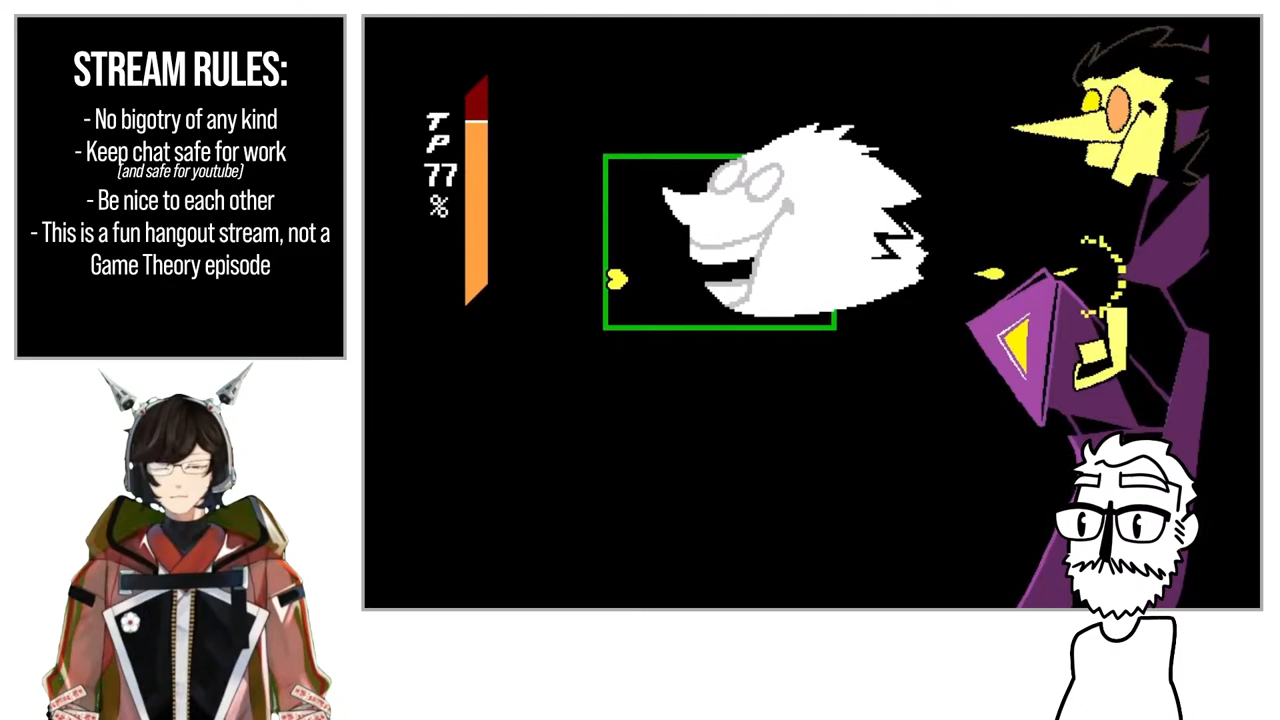 STREAM RULES:
- No bigotry of any kind
- Keep chat safe for work
(and safe for youtube)
- Be nice to each other
- This is a fun hangout stream, not a
Game Theory episode
TP
77
%